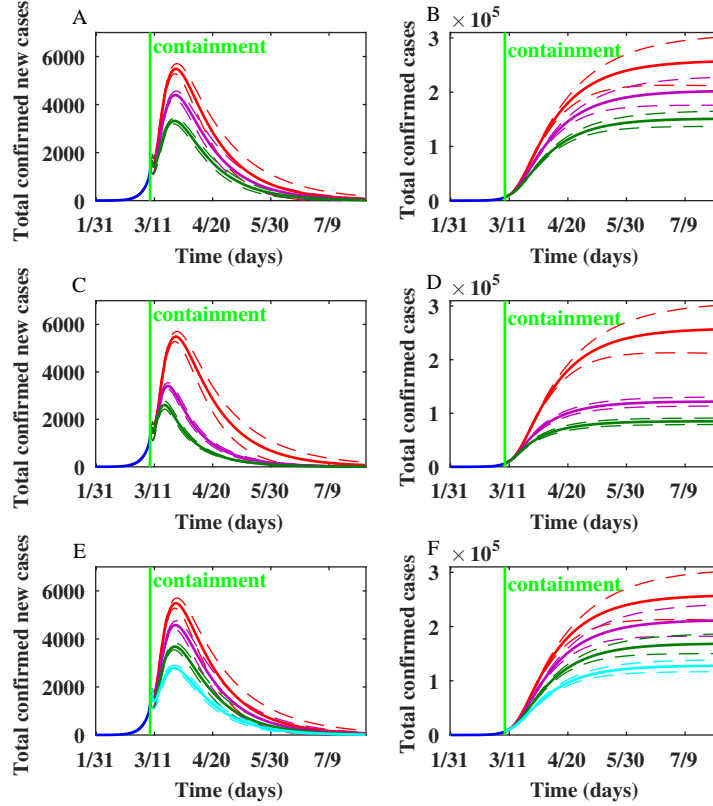 A
Total confirmed new cases
6000
4000
2000
0
containment
1/31
3/11
4/20
5/30
7/9
Time (days)
B
× 10^5
Total confirmed cases
3
2
1
0
containment
1/31
3/11
4/20
5/30
7/9
Time (days)
C
Total confirmed new cases
6000
4000
2000
0
containment
1/31
3/11
4/20
5/30
7/9
Time (days)
D
× 10^5
Total confirmed cases
3
2
1
0
containment
1/31
3/11
4/20
5/30
7/9
Time (days)
E
Total confirmed new cases
6000
4000
2000
0
containment
1/31
3/11
4/20
5/30
7/9
Time (days)
F
× 10^5
Total confirmed cases
3
2
1
0
containment
1/31
3/11
4/20
5/30
7/9
Time (days)